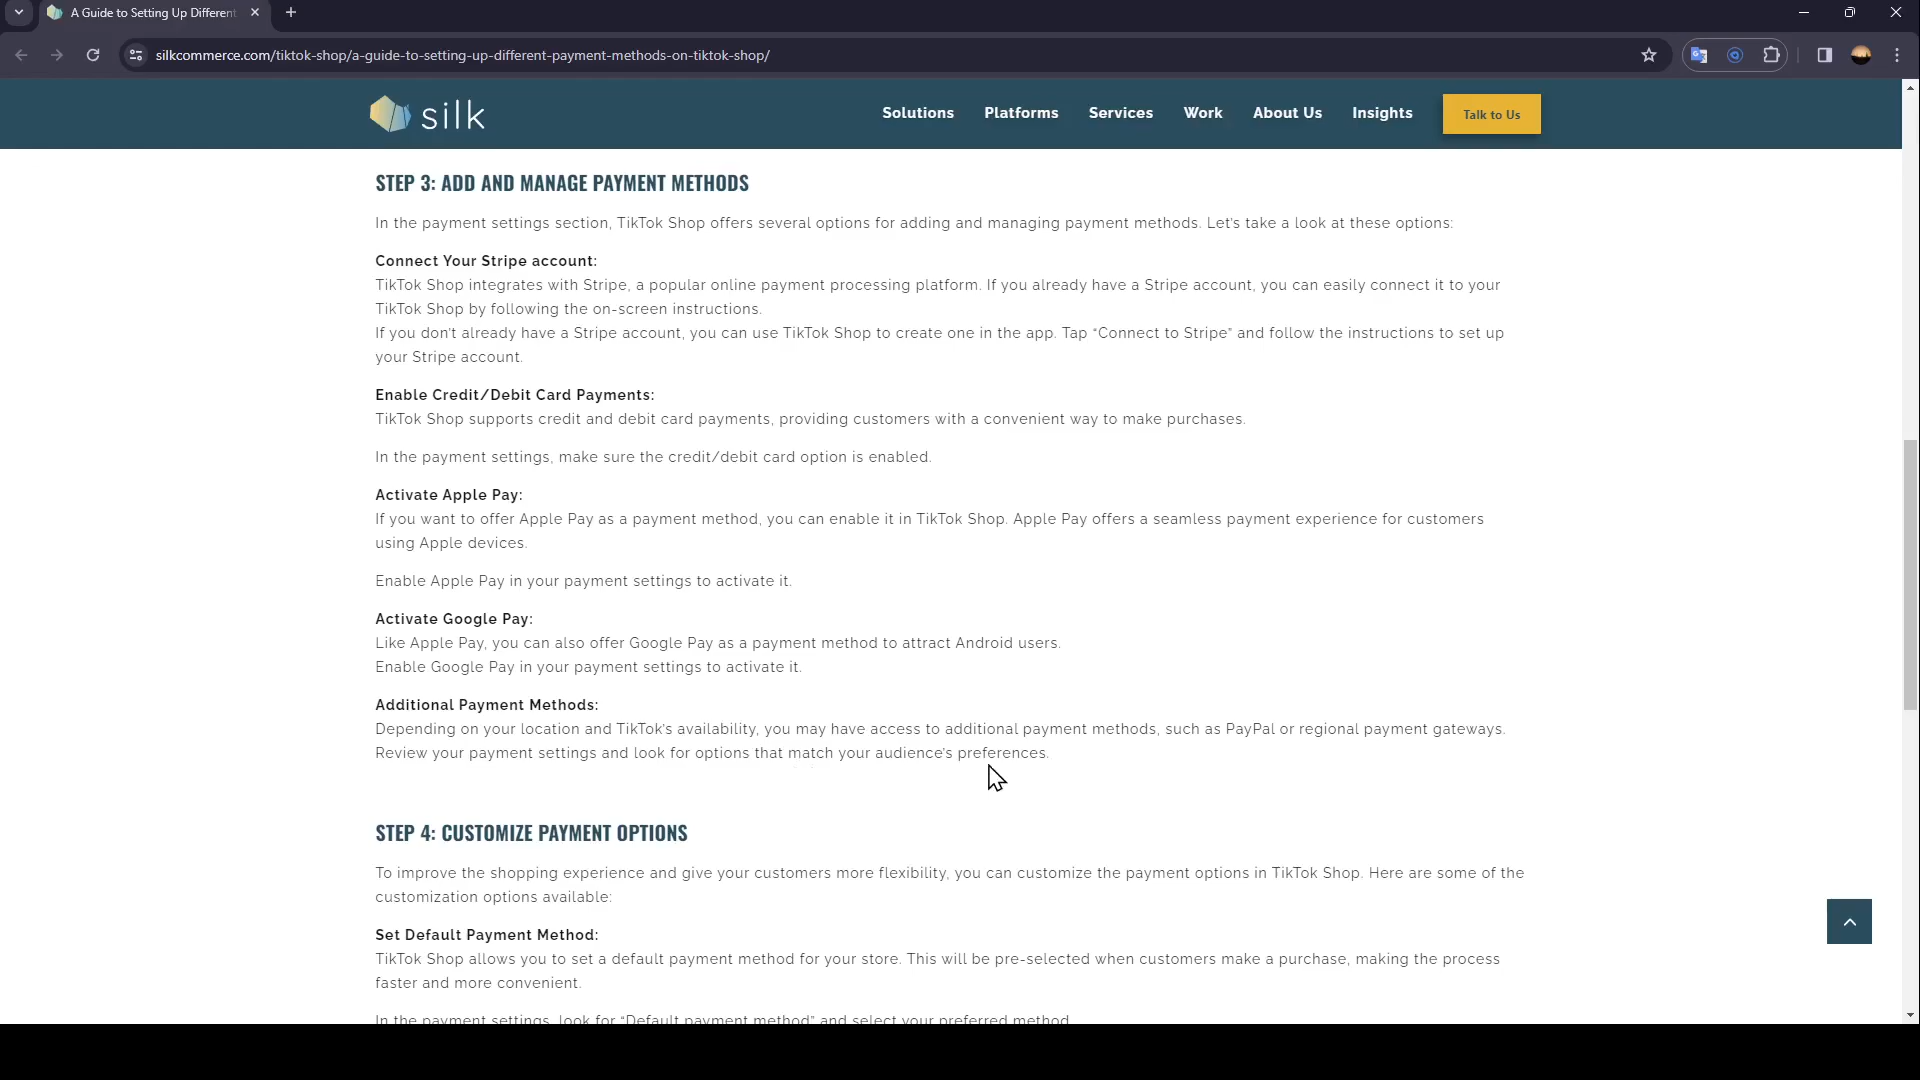 A Guide to Setting Up Different
silkcommerce.com/tiktok-shop/a-guide-to-setting-up-different-payment-methods-on-tiktok-shop/
silk
Solutions Platforms Services Work About Us Insights Talk to Us
STEP 3: ADD AND MANAGE PAYMENT METHODS
In the payment settings section, TikTok Shop offers several options for adding and managing payment methods. Let’s take a look at these options:
Connect Your Stripe account:
TikTok Shop integrates with Stripe, a popular online payment processing platform. If you already have a Stripe account, you can easily connect it to your
TikTok Shop by following the on-screen instructions.
If you don’t already have a Stripe account, you can use TikTok Shop to create one in the app. Tap “Connect to Stripe” and follow the instructions to set up
your Stripe account.
Enable Credit/Debit Card Payments:
TikTok Shop supports credit and debit card payments, providing customers with a convenient way to make purchases.
In the payment settings, make sure the credit/debit card option is enabled.
Activate Apple Pay:
If you want to offer Apple Pay as a payment method, you can enable it in TikTok Shop. Apple Pay offers a seamless payment experience for customers
using Apple devices.
Enable Apple Pay in your payment settings to activate it.
Activate Google Pay:
Like Apple Pay, you can also offer Google Pay as a payment method to attract Android users.
Enable Google Pay in your payment settings to activate it.
Additional Payment Methods:
Depending on your location and TikTok’s availability, you may have access to additional payment methods, such as PayPal or regional payment gateways.
Review your payment settings and look for options that match your audience’s preferences.
STEP 4: CUSTOMIZE PAYMENT OPTIONS
To improve the shopping experience and give your customers more flexibility, you can customize the payment options in TikTok Shop. Here are some of the
customization options available:
Set Default Payment Method:
TikTok Shop allows you to set a default payment method for your store. This will be pre-selected when customers make a purchase, making the process
faster and more convenient.
In the payment settings, look for “Default payment method” and select your preferred method.